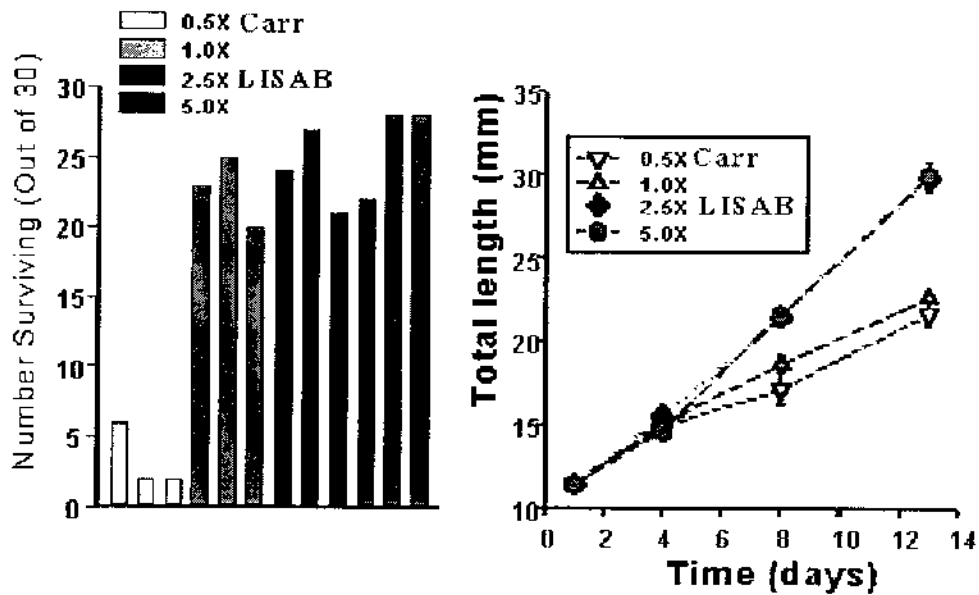 0.5X Carr
1.0X
2.5X LISAB
5.0X
Number Surviving (Out of 30)
30
25
20
15
10
5
0
Total length (mm)
35
30
25
20
15
10
0.5X Carr
1.0X
2.5X LISAB
5.0X
0 2 4 6 8 10 12 14
Time (days)